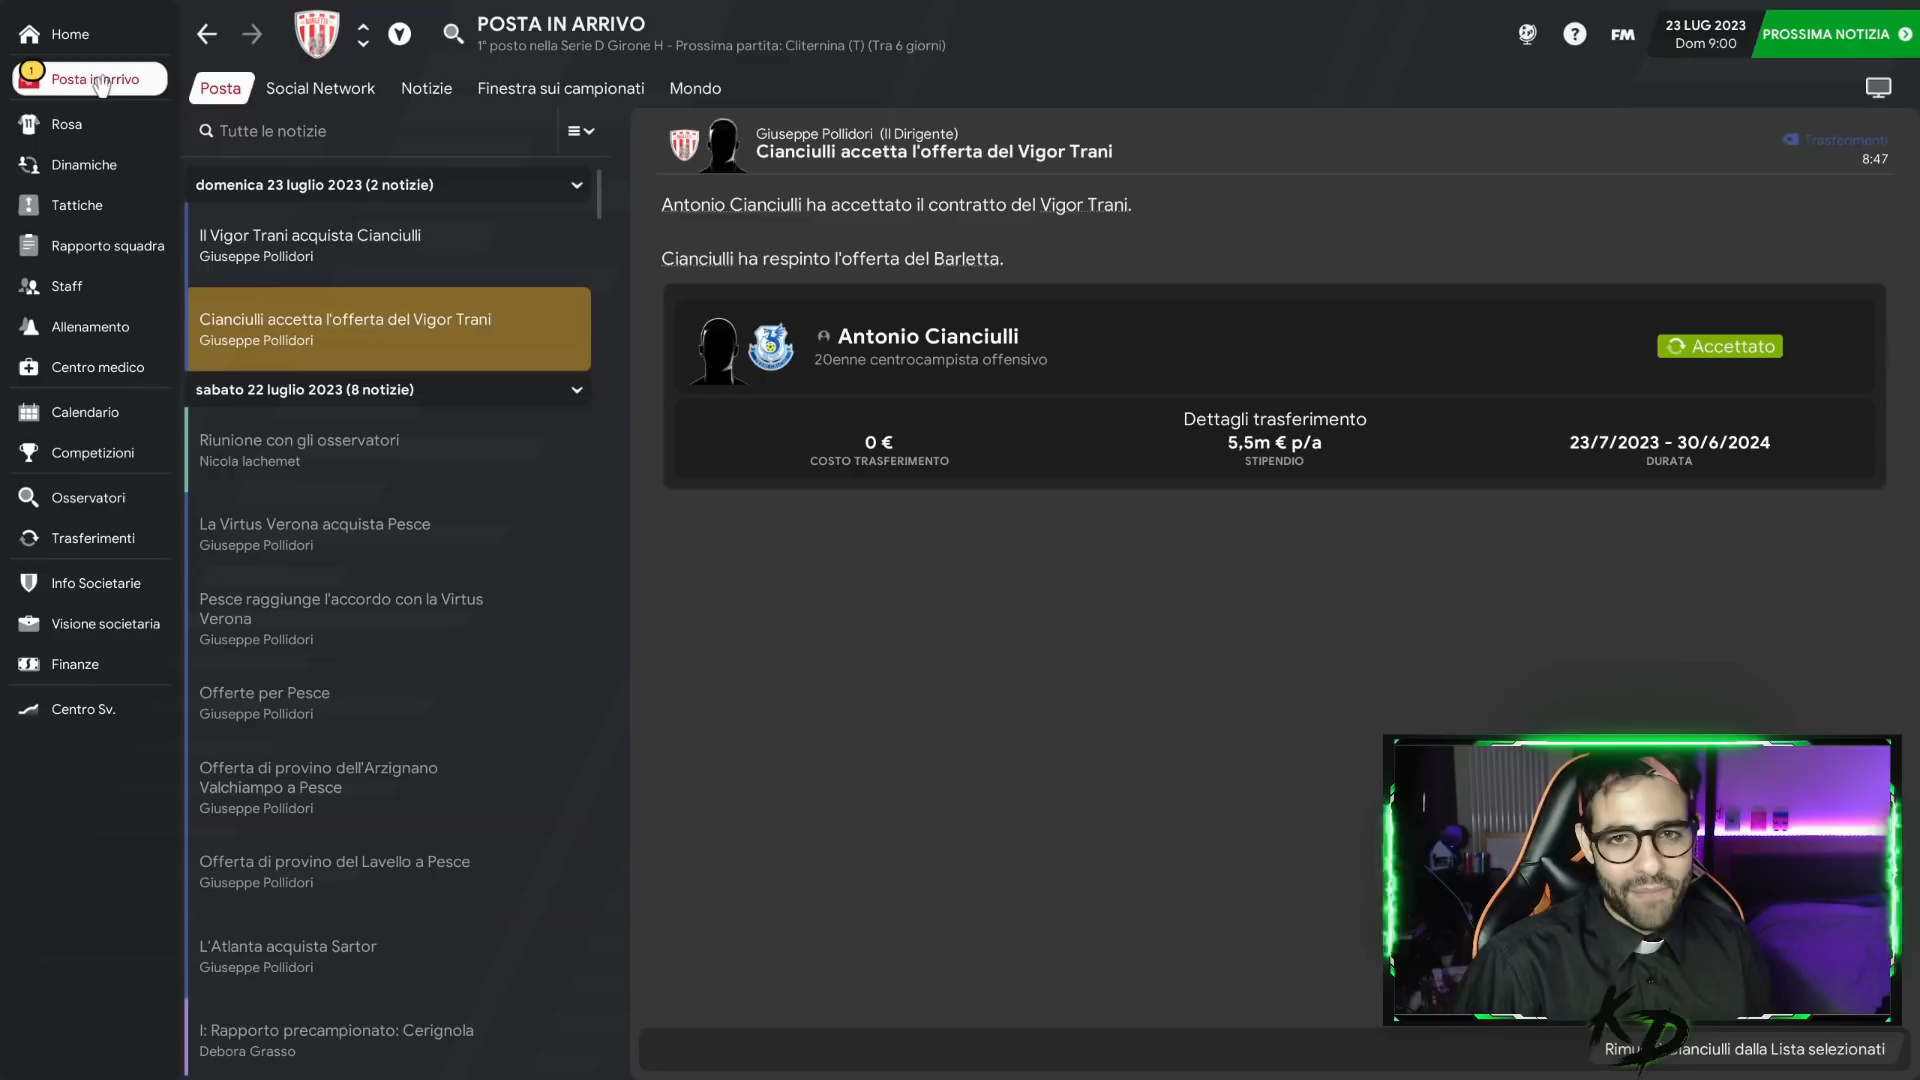 Home
1
Posta in arrivo
Rosa
Dinamiche
Tattiche
Rapporto squadra
Staff
Allenamento
Centro medico
Calendario
Competizioni
Osservatori
Trasferimenti
Info Societarie
Visione societaria
Finanze
Centro Sv.
POSTA IN ARRIVO
1° posto nella Serie D Girone H - Prossima partita: Cliternina (T) (Tra 6 giorni)
FM
23 LUG 2023
Dom 9:00
PROSSIMA NOTIZIA
Posta
Social Network
Notizie
Finestra sui campionati
Mondo
Tutte le notizie
domenica 23 luglio 2023 (2 notizie)
Il Vigor Trani acquista Cianciulli
Giuseppe Pollidori
Cianciulli accetta l'offerta del Vigor Trani
Giuseppe Pollidori
sabato 22 luglio 2023 (8 notizie)
Riunione con gli osservatori
Nicola Iachemet
La Virtus Verona acquista Pesce
Giuseppe Pollidori
Pesce raggiunge l'accordo con la Virtus
Verona
Giuseppe Pollidori
Offerte per Pesce
Giuseppe Pollidori
Offerta di provino dell'Arzignano
Valchiampo a Pesce
Giuseppe Pollidori
Offerta di provino del Lavello a Pesce
Giuseppe Pollidori
L'Atlanta acquista Sartor
Giuseppe Pollidori
I: Rapporto precampionato: Cerignola
Debora Grasso
Giuseppe Pollidori (Il Dirigente)
Cianciulli accetta l'offerta del Vigor Trani
Trasferimenti
8:47
Antonio Cianciulli ha accettato il contratto del Vigor Trani.
Cianciulli ha respinto l'offerta del Barletta.
Antonio Cianciulli
20enne centrocampista offensivo
Accettato
Dettagli trasferimento
0 €
COSTO TRASFERIMENTO
5,5m € p/a
STIPENDIO
23/7/2023 - 30/6/2024
DURATA
KD
dalla Lista selezionati